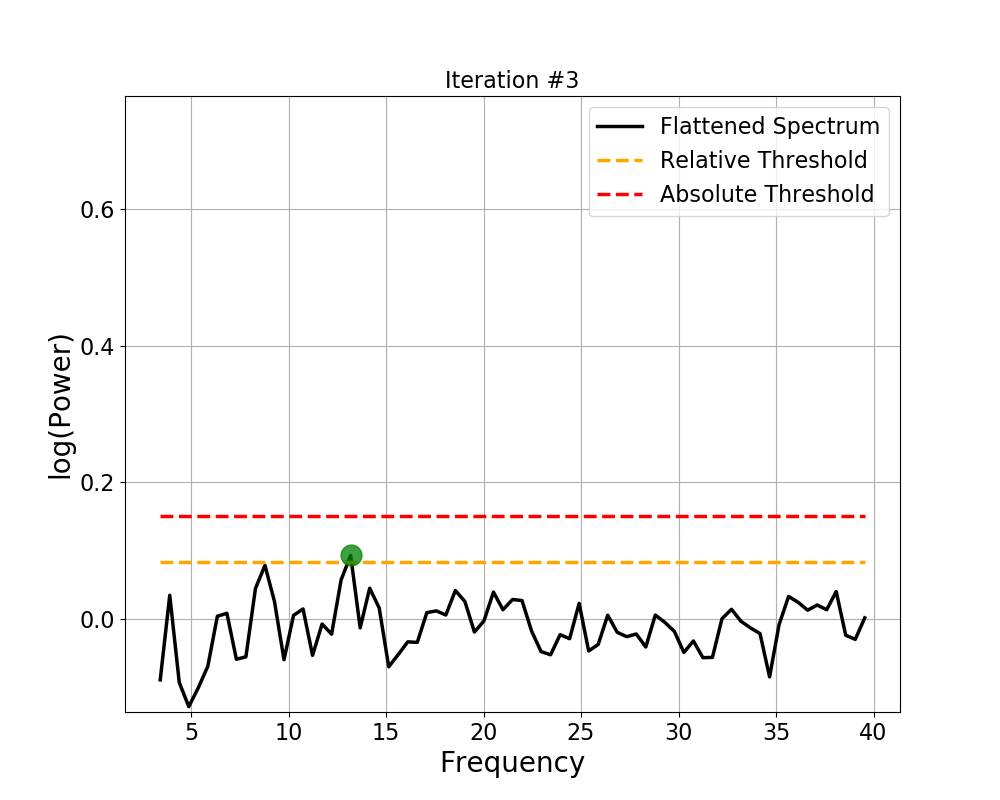 Iteration #3
Flattened Spectrum
Relative Threshold
Absolute Threshold
log(Power)
0.6
0.4
0.2
0.0
5 10 15 20 25 30 35 40
Frequency